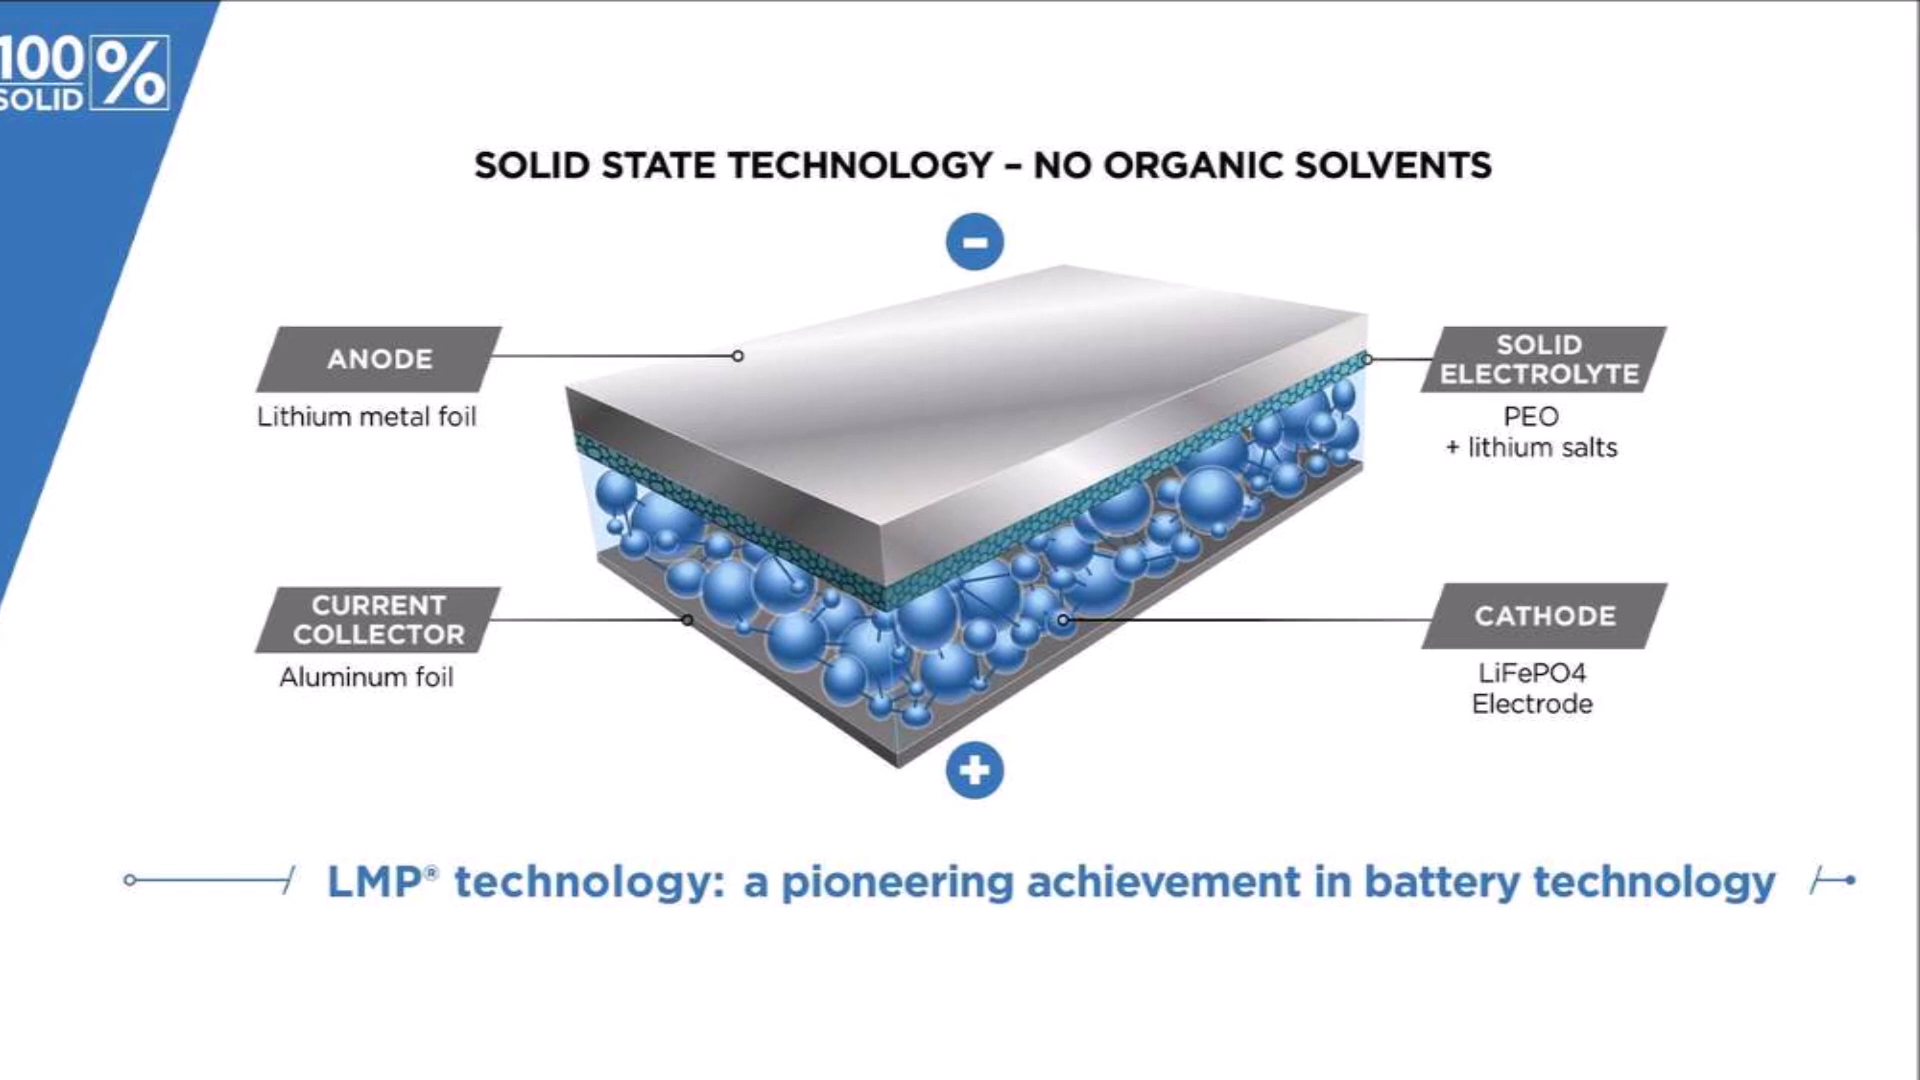 100 %
SOLID
SOLID STATE TECHNOLOGY – NO ORGANIC SOLVENTS
-
ANODE
Lithium metal foil
SOLID
ELECTROLYTE
PEO
+ lithium salts
CURRENT
COLLECTOR
Aluminum foil
CATHODE
LiFePO4
Electrode
+
LMP® technology: a pioneering achievement in battery technology